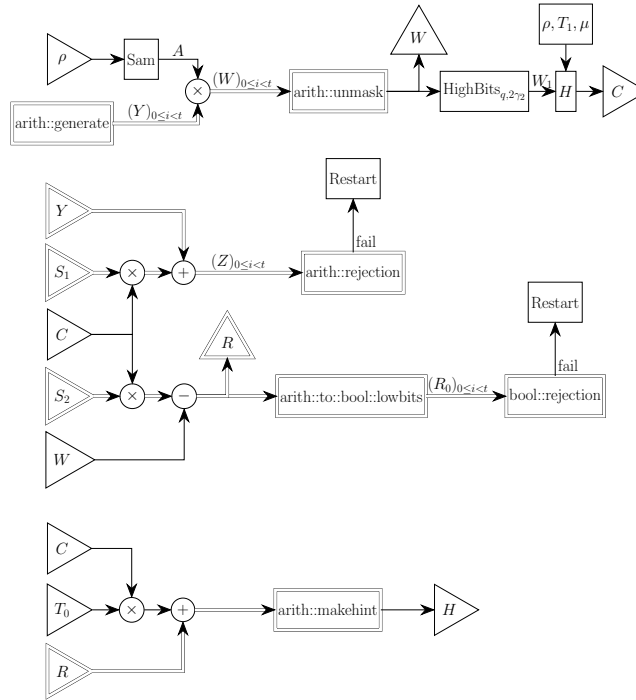 ρ
Sam
A
×
arith::generate
(Y)0≤i<t
(W)0≤i<t
arith::unmask
W
HighBitsq,2γ2
W1
ρ, T1, μ
H
C
Y
S1
×
+
(Z)0≤i<t
arith::rejection
fail
Restart
C
S2
×
−
R
W
arith::to::bool::lowbits
(R0)0≤i<t
bool::rejection
fail
Restart
C
T0
×
+
R
arith::makehint
H